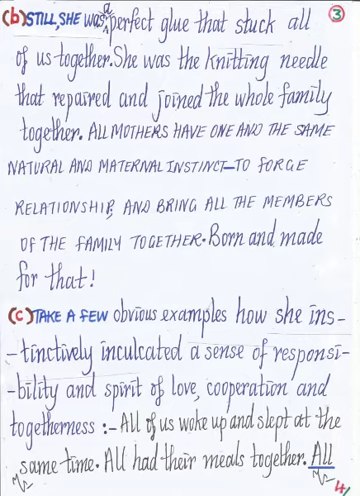 (b) STILL, SHE was a perfect glue that stuck all ③
of us together. She was the knitting needle
that repaired and joined the whole family
together. ALL MOTHERS HAVE ONE AND THE SAME
NATURAL AND MATERNAL INSTINCT_TO FORGE
RELATIONSHIP, AND BRING ALL THE MEMBERS
OF THE FAMILY TOGETHER. Born and made
for that!
(c) TAKE A FEW obvious examples how she ins-
-tinctively inculcated a sense of responsi-
-bility and spirit of love, cooperation and
togetherness :- All of us woke up and slept at the
same time. All had their meals together. All
4